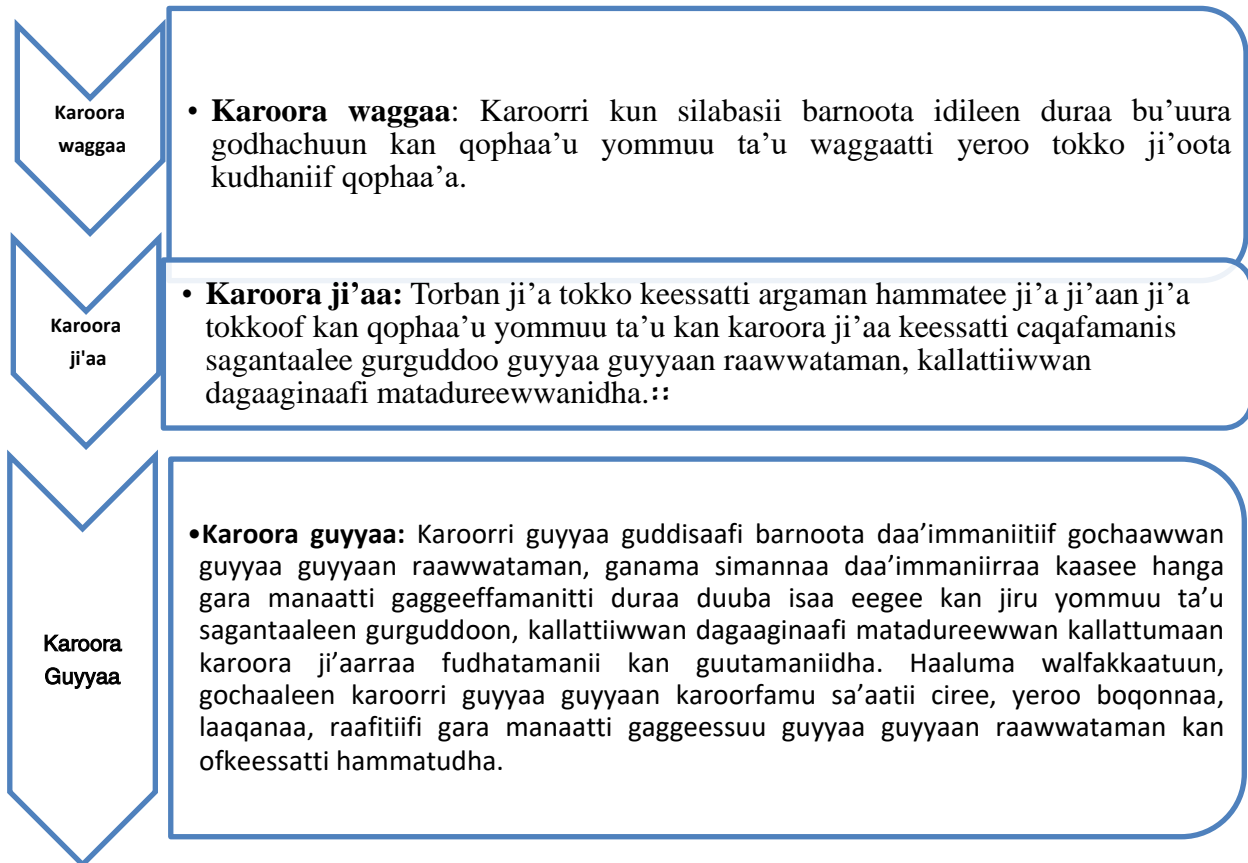 Karoora
waggaa
• Karoora waggaa: Karoorri kun silabasii barnoota idileen duraa bu'uura
godhachuun kan qophaa'u yommuu ta'u waggaatti yeroo tokko ji'oota
kudhaniif qophaa'a.
Karoora
ji'aa
• Karoora ji'aa: Torban ji'a tokko keessatti argaman hammatee ji'a ji'aan ji'a
tokkoof kan qophaa'u yommuu ta'u kan karoora ji'aa keessatti caqafamanis
sagantaalee gurguddoo guyyaa guyyaan raawwataman, kallattiiwwan
dagaaginaafi matadureewwanidha.፡፡
Karoora
Guyyaa
•Karoora guyyaa: Karoorri guyyaa guddisaafi barnoota daa'immaniitiif gochaawwan
guyyaa guyyaan raawwataman, ganama simannaa daa'immaniirraa kaasee hanga
gara manaatti gaggeeffamanitti duraa duuba isaa eegee kan jiru yommuu ta'u
sagantaaleen gurguddoon, kallattiiwwan dagaaginaafi matadureewwan kallattumaan
karoora ji'aarraa fudhatamanii kan guutamaniidha. Haaluma walfakkaatuun,
gochaaleen karoorri guyyaa guyyaan karoorfamu sa'aatii ciree, yeroo boqonnaa,
laaqanaa, raafitiifi gara manaatti gaggeessuu guyyaa guyyaan raawwataman kan
ofkeessatti hammatudha.